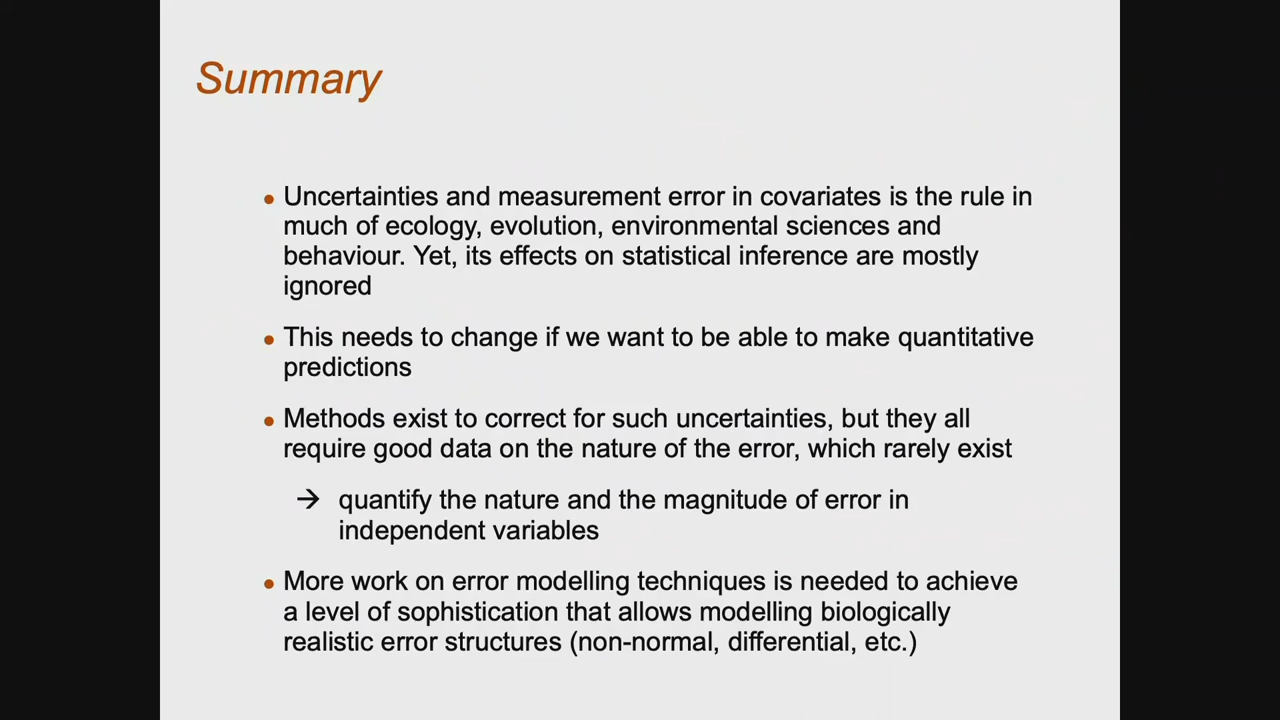 Summary
• Uncertainties and measurement error in covariates is the rule in
much of ecology, evolution, environmental sciences and
behaviour. Yet, its effects on statistical inference are mostly
ignored
• This needs to change if we want to be able to make quantitative
predictions
• Methods exist to correct for such uncertainties, but they all
require good data on the nature of the error, which rarely exist
→ quantify the nature and the magnitude of error in
independent variables
• More work on error modelling techniques is needed to achieve
a level of sophistication that allows modelling biologically
realistic error structures (non-normal, differential, etc.)